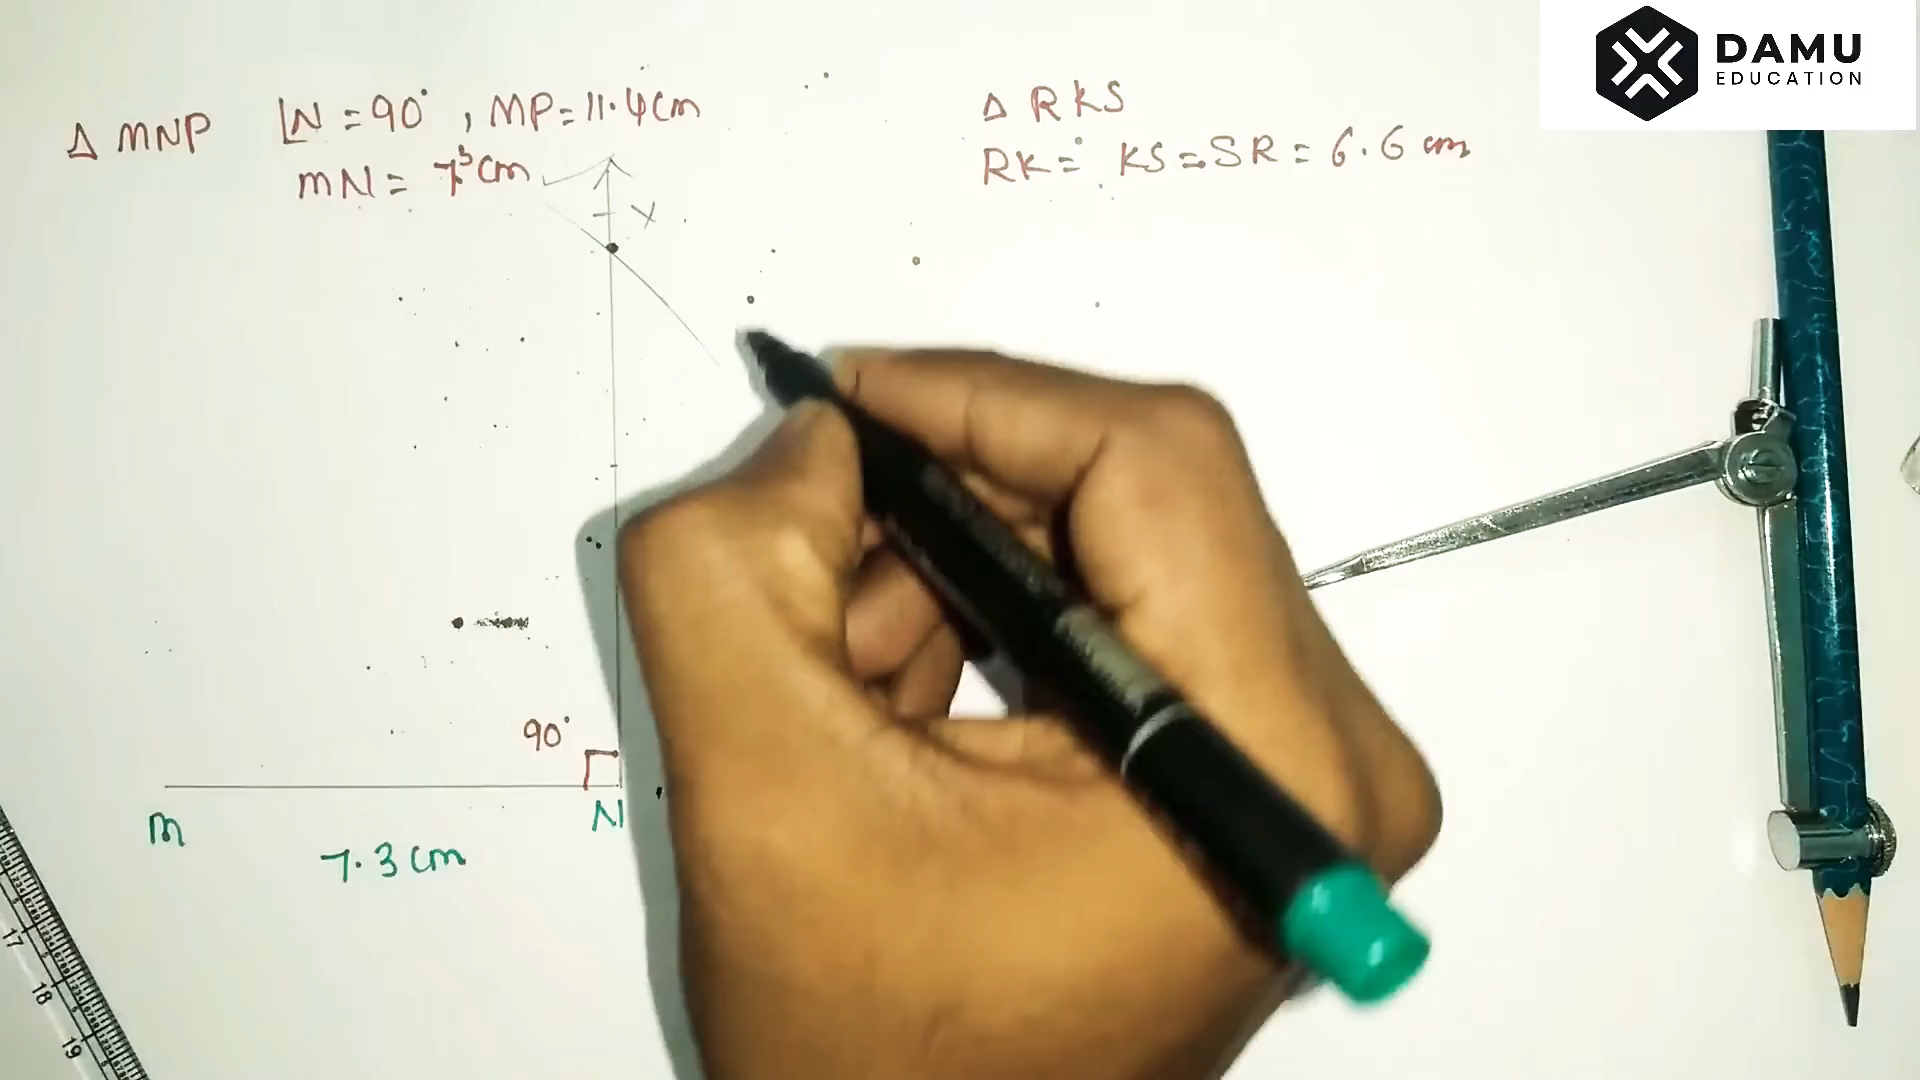 DAMU
EDUCATION
Δ MNP ∟N = 90°, MP = 11.4 cm
mN = 7.3 cm
Δ RKS
RK = KS = SR = 6.6 cm
X
90°
m
N
7.3 cm
17
18
19